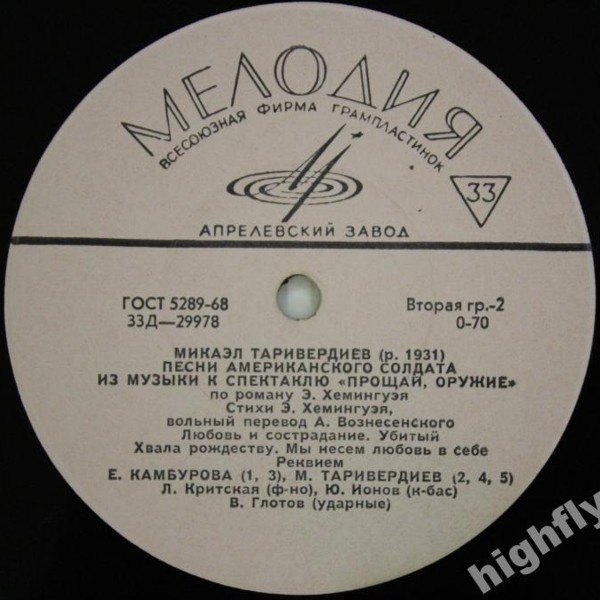 МЕЛОДИЯ
ВСЕСОЮЗНАЯ ФИРМА ГРАМПЛАСТИНОК
33
АПРЕЛЕВСКИЙ ЗАВОД
ГОСТ 5289-68 Вторая гр.-2
33Д—29978 0-70
МИКАЭЛ ТАРИВЕРДИЕВ (р. 1931)
ПЕСНИ АМЕРИКАНСКОГО СОЛДАТА
ИЗ МУЗЫКИ К СПЕКТАКЛЮ «ПРОЩАЙ, ОРУЖИЕ»
по роману Э. Хемингуэя
Стихи Э. Хемингуэя,
вольный перевод А. Вознесенского
Любовь и сострадание. Убитый
Хвала рождеству. Мы несем любовь в себе
Реквием
Е. КАМБУРОВА (1, 3), М. ТАРИВЕРДИЕВ (2, 4, 5)
Л. Критская (ф-но), Ю. Ионов (к-бас)
В. Глотов (ударные)
highfly